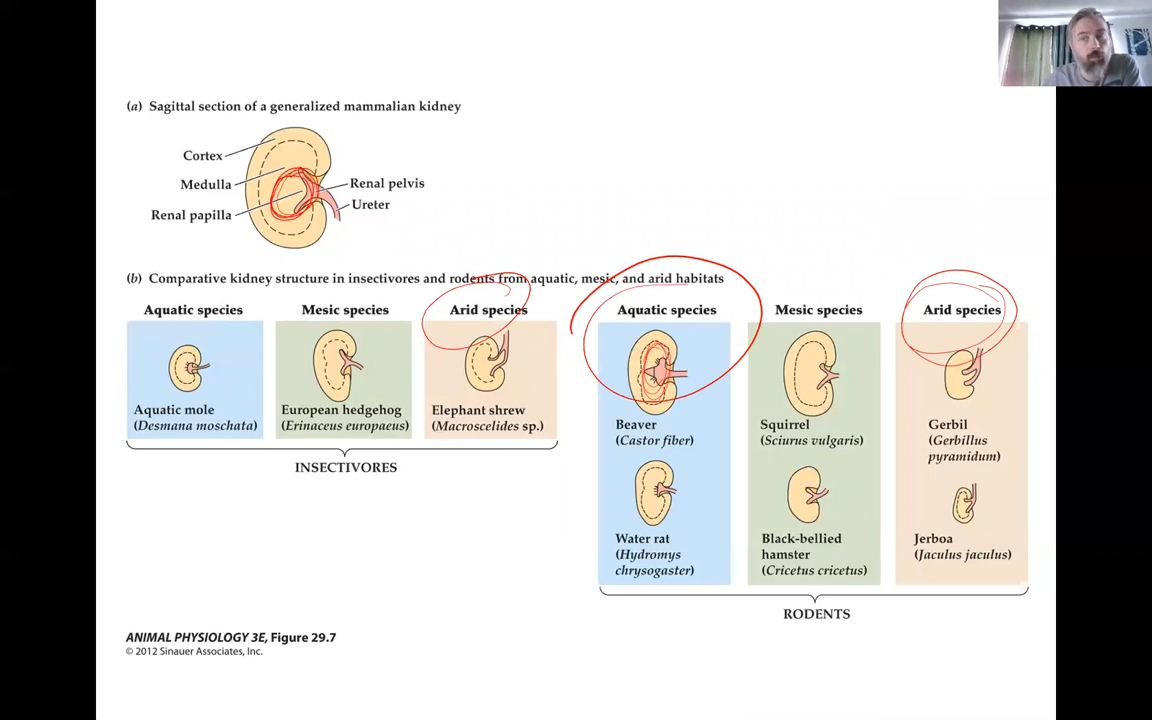 (a) Sagittal section of a generalized mammalian kidney
Cortex
Medulla
Renal papilla
Renal pelvis
Ureter
(b) Comparative kidney structure in insectivores and rodents from aquatic, mesic, and arid habitats
Aquatic species
Mesic species
Arid species
Aquatic mole
(Desmana moschata)
European hedgehog
(Erinaceus europaeus)
Elephant shrew
(Macroscelides sp.)
INSECTIVORES
Aquatic species
Mesic species
Arid species
Beaver
(Castor fiber)
Squirrel
(Sciurus vulgaris)
Gerbil
(Gerbillus
pyramidum)
Water rat
(Hydromys
chrysogaster)
Black-bellied
hamster
(Cricetus cricetus)
Jerboa
(Jaculus jaculus)
RODENTS
ANIMAL PHYSIOLOGY 3E, Figure 29.7
© 2012 Sinauer Associates, Inc.